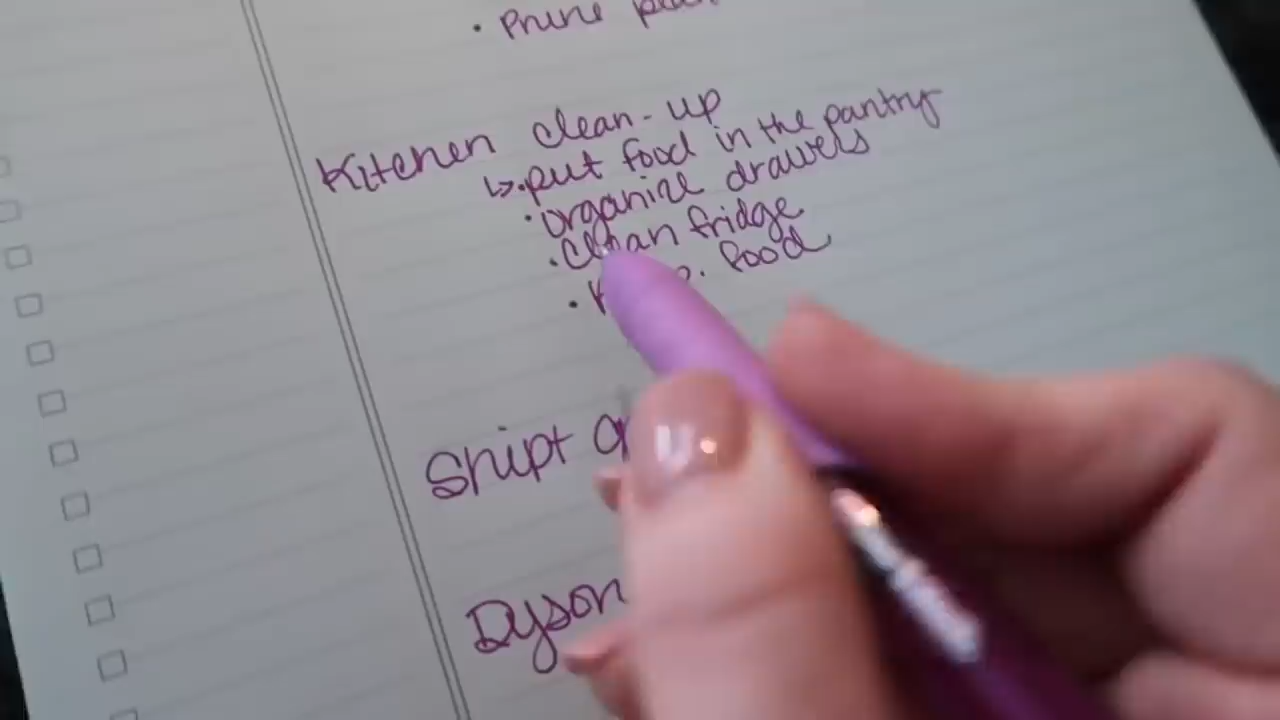 • Prune
Kitchen clean-up
↳• put food in the pantry
• organize drawers
• Clean fridge
• food
Shipt
Dyson